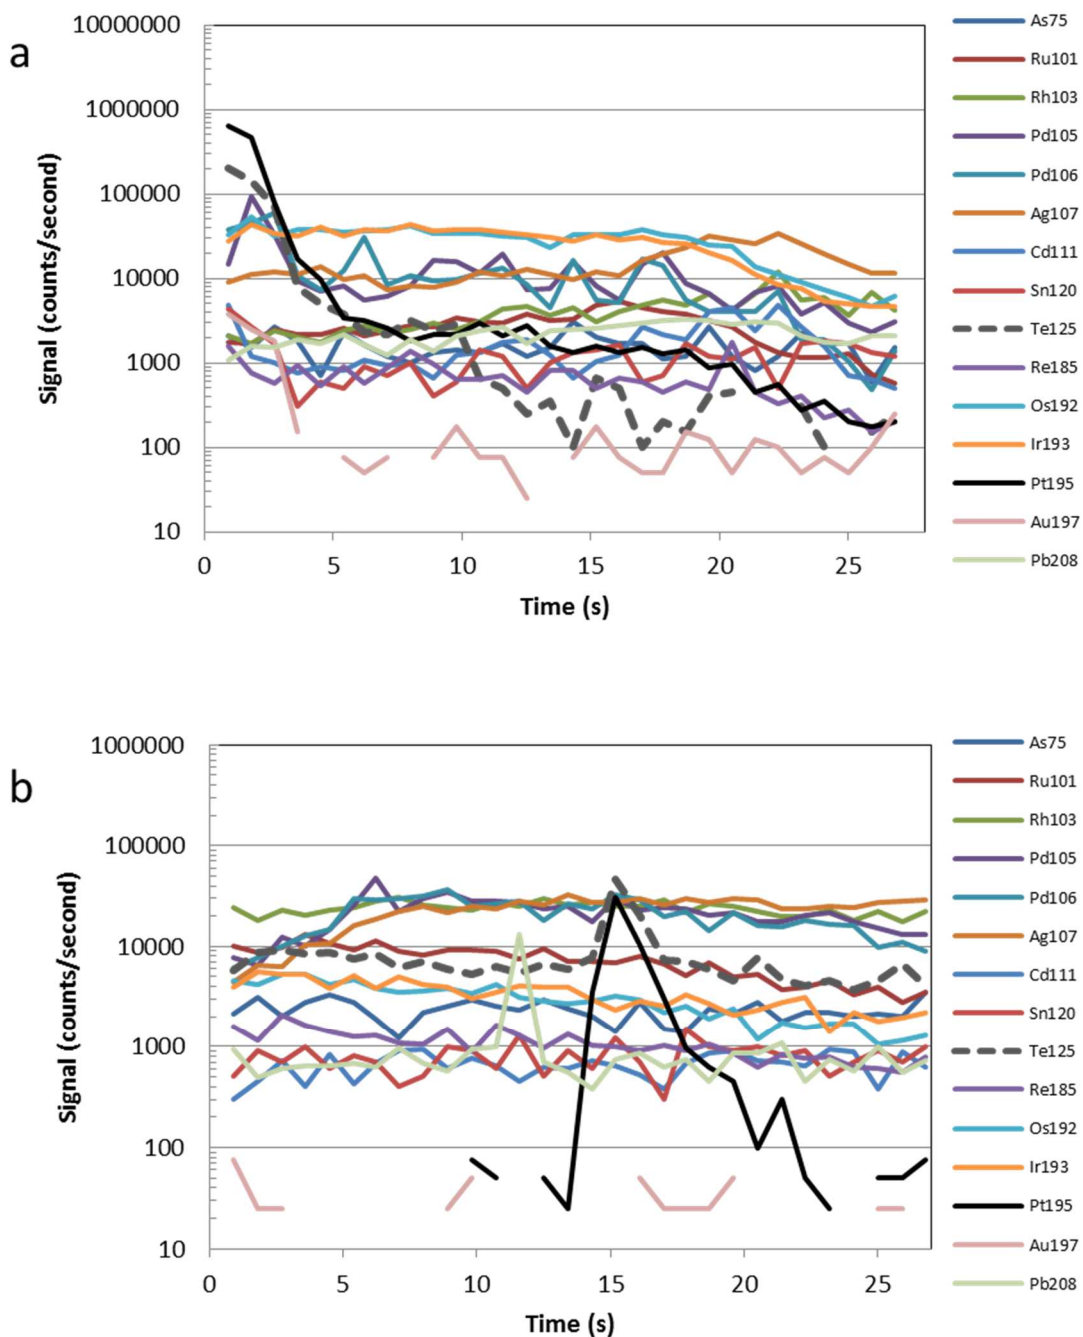 a
Signal (counts/second)
10000000
1000000
100000
10000
1000
100
10
0 5 10 15 20 25
Time (s)
As75
Ru101
Rh103
Pd105
Pd106
Ag107
Cd111
Sn120
Te125
Re185
Os192
Ir193
Pt195
Au197
Pb208
b
Signal (counts/second)
1000000
100000
10000
1000
100
10
0 5 10 15 20 25
Time (s)
As75
Ru101
Rh103
Pd105
Pd106
Ag107
Cd111
Sn120
Te125
Re185
Os192
Ir193
Pt195
Au197
Pb208